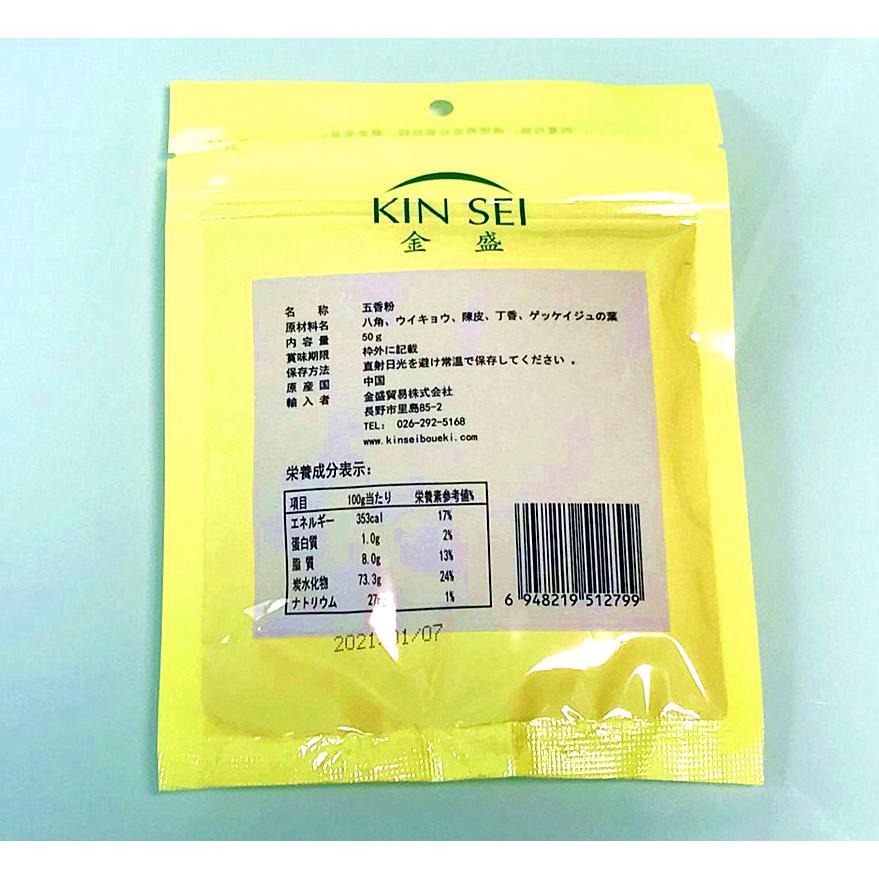 KIN SEI
金 盛
名 称 五香粉
原材料名 八角、ウイキョウ、陳皮、丁香、ゲッケイジュの葉
内 容 量 50g
賞味期限 枠外に記載
保存方法 直射日光を避け常温で保存してください 。
原 産 国 中国
輸 入 者 金盛貿易株式会社
長野市里島85-2
TEL: 026-292-5168
www.kinseiboueki.com
栄養成分表示:
項目 100g当たり 栄養素参考値%
エネルギー 353cal 17%
蛋白質 1.0g 2%
脂 質 8.0g 13%
炭水化物 73.3g 24%
ナトリウム 1%
6 948219 512799